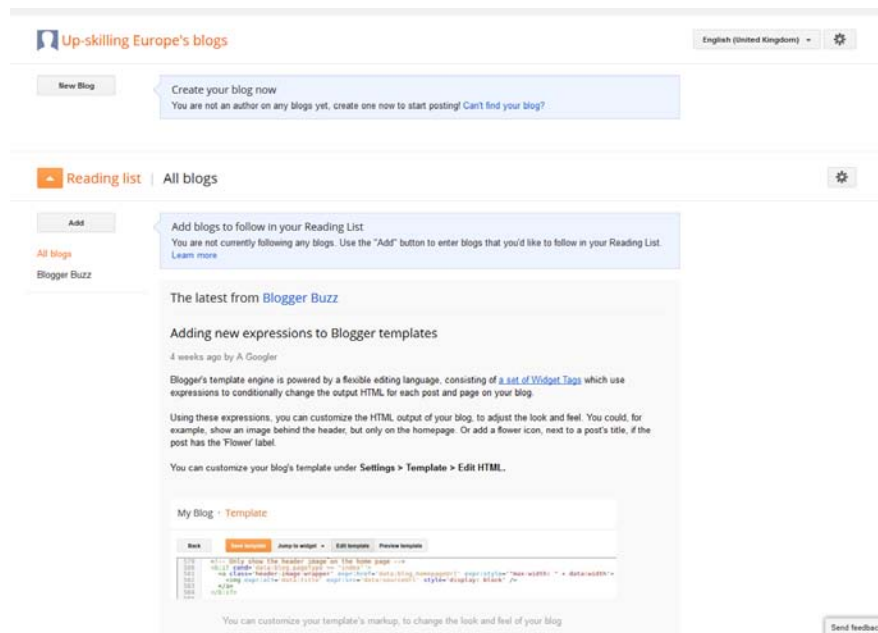 Up-skilling Europe's blogs
English (United Kingdom)
New Blog
Create your blog now
You are not an author on any blogs yet, create one now to start posting! Can't find your blog?
Reading list | All blogs
Add
Add blogs to follow in your Reading List
You are not currently following any blogs. Use the "Add" button to enter blogs that you'd like to follow in your Reading List.
Learn more
All blogs
Blogger Buzz
The latest from Blogger Buzz
Adding new expressions to Blogger templates
4 weeks ago by A Googler
Blogger's template engine is powered by a flexible editing language, consisting of a set of Widget Tags which use
expressions to conditionally change the output HTML for each post and page on your blog.
Using these expressions, you can customize the HTML output of your blog, to adjust the look and feel. You could, for
example, show an image behind the header, but only on the homepage. Or add a flower icon, next to a post's title, if the
post has the 'Flower' label.
You can customize your blog's template under Settings > Template > Edit HTML.
My Blog · Template
Back Save template Jump to widget Edit template Preview template
<!-- Only show the header image on the home page -->
You can customize your template's markup, to change the look and feel of your blog
Send feedbac